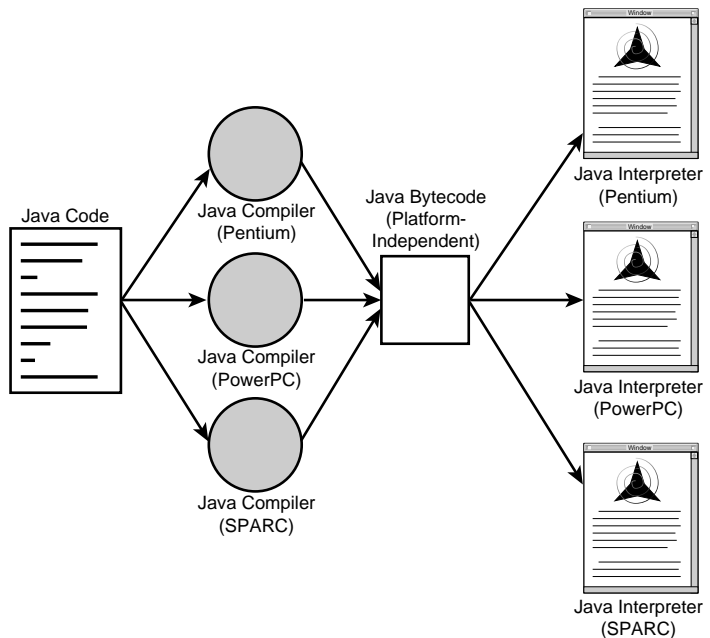 Java Code
Java Compiler
(Pentium)
Java Compiler
(PowerPC)
Java Compiler
(SPARC)
Java Bytecode
(Platform-
Independent)
Window
Java Interpreter
(Pentium)
Window
Java Interpreter
(PowerPC)
Window
Java Interpreter
(SPARC)